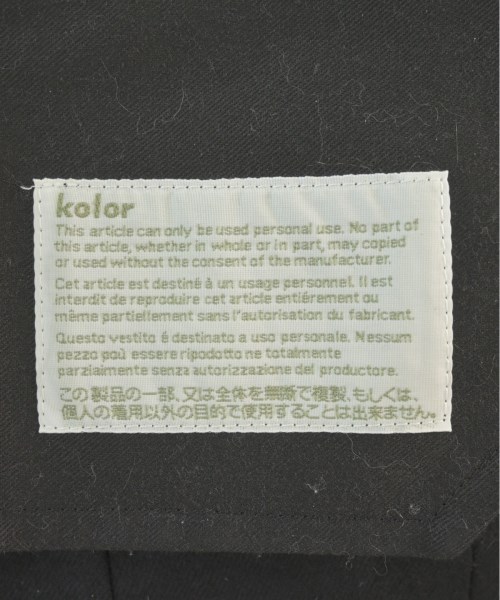 kolor
This article can only be used personal use. No part of
this article, whether in whole or in part, may copied
or used without the consent of the manufacturer.
Cet article est destiné à un usage personnel. Il est
interdit de reproduire cet article entiérement ou
même partiellement sans l'autorisation du fabricant.
Questo vestito é destinato a uso personale. Nessum
pezzo poù essere ripodotto ne totalmente
parziaimente senza autorizzazione del productore.
この製品の一部、又は全体を無断で複製、もしくは、
個人の着用以外の目的で使用することは出来ません。